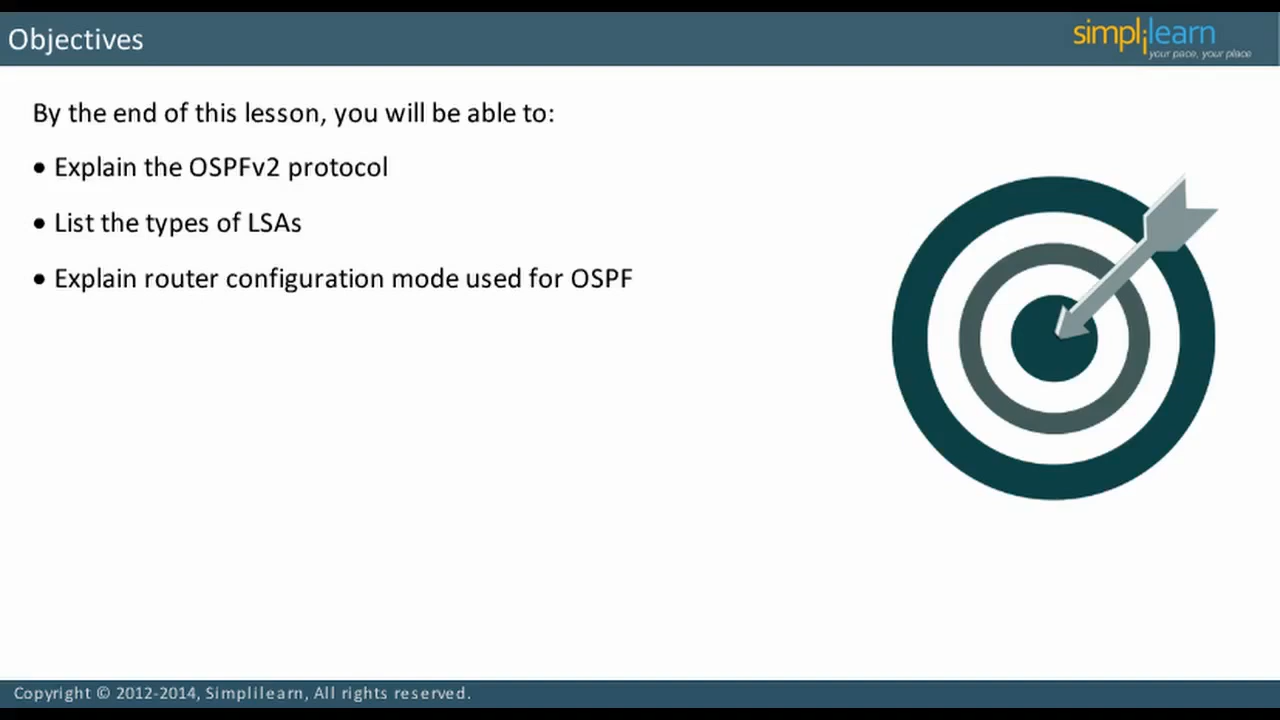 Objectives
simplilearn
your pace, your place
By the end of this lesson, you will be able to:
• Explain the OSPFv2 protocol
• List the types of LSAs
• Explain router configuration mode used for OSPF
Copyright © 2012-2014, Simplilearn, All rights reserved.